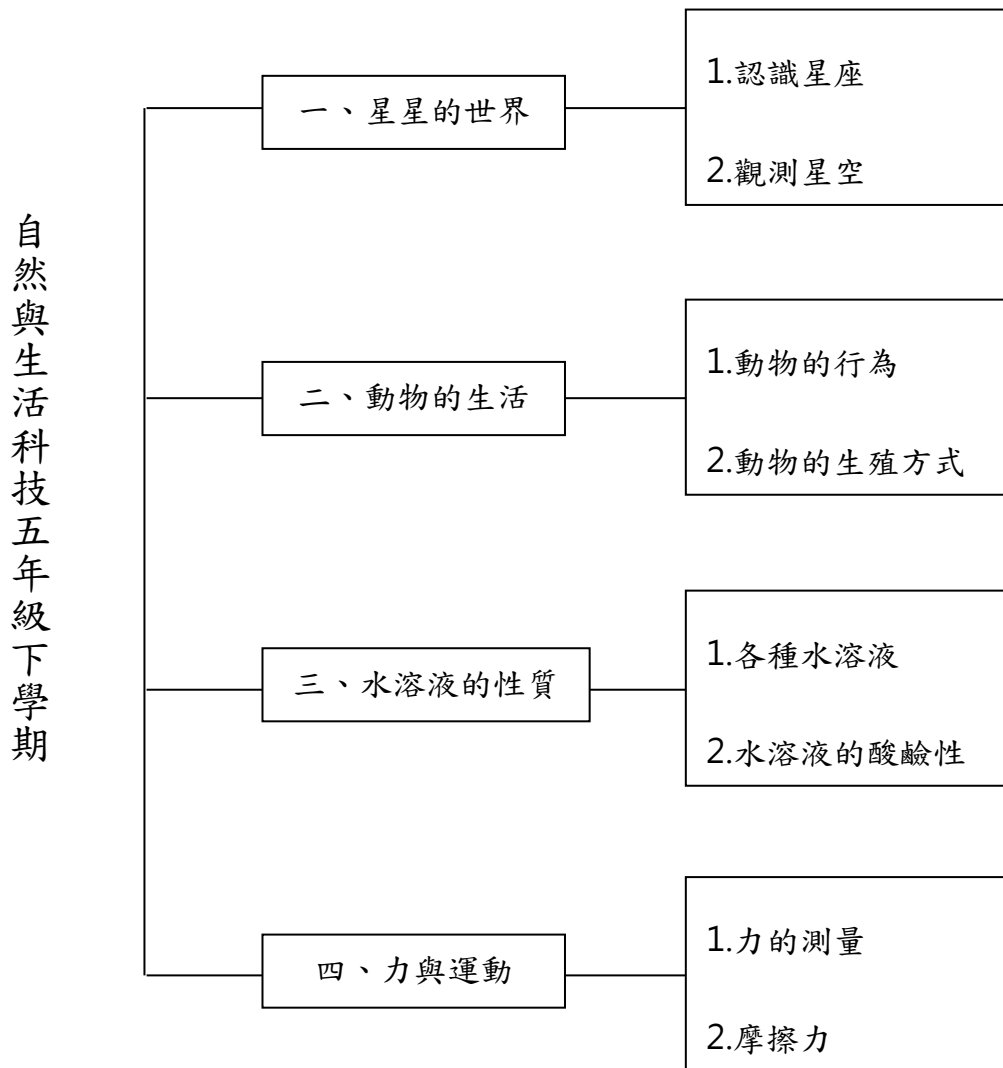 自然與生活科技五年級下學期
一、星星的世界
1.認識星座
2.觀測星空
二、動物的生活
1.動物的行為
2.動物的生殖方式
三、水溶液的性質
1.各種水溶液
2.水溶液的酸鹼性
四、力與運動
1.力的測量
2.摩擦力